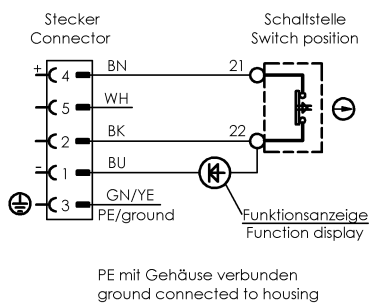 Stecker
Connector
Schaltstelle
Switch position
+ 4 BN 21
5 WH
2 BK 22
- 1 BU
3 GN/YE
PE/ground
Funktionsanzeige
Function display
PE mit Gehäuse verbunden
ground connected to housing